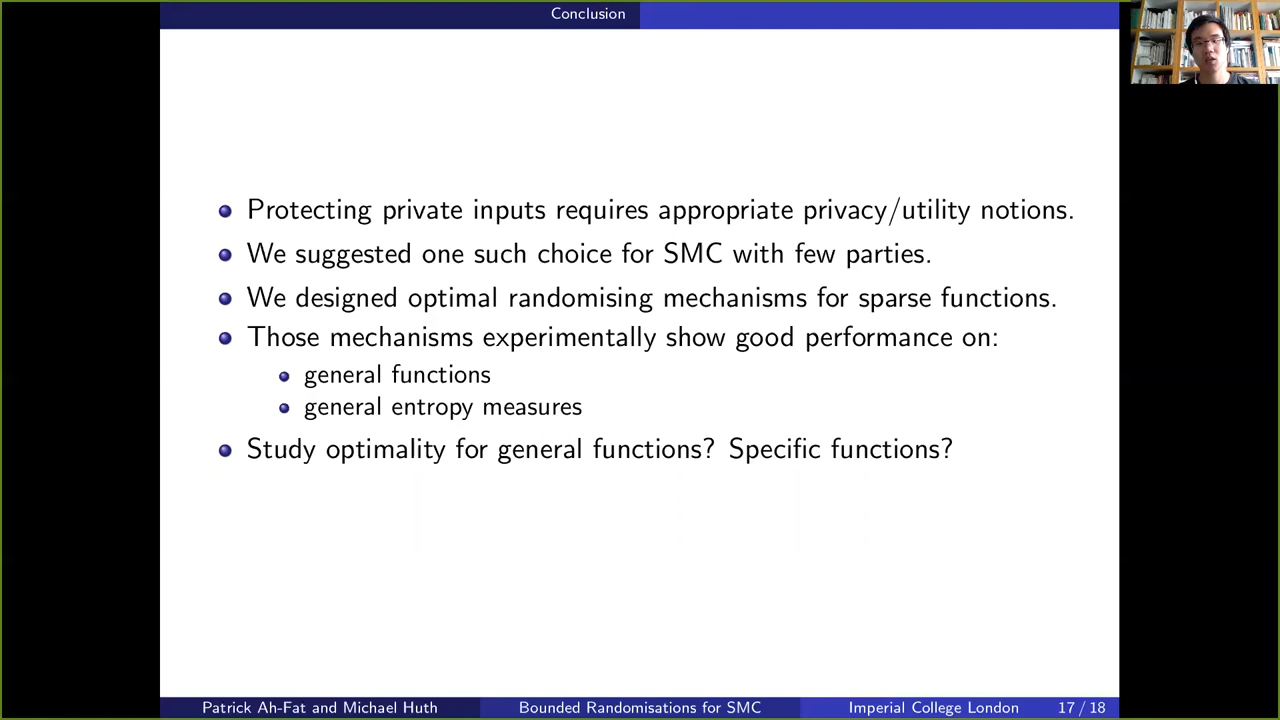 Conclusion
Protecting private inputs requires appropriate privacy/utility notions.
We suggested one such choice for SMC with few parties.
We designed optimal randomising mechanisms for sparse functions.
Those mechanisms experimentally show good performance on:
general functions
general entropy measures
Study optimality for general functions? Specific functions?
Patrick Ah-Fat and Michael Huth Bounded Randomisations for SMC Imperial College London 17 / 18